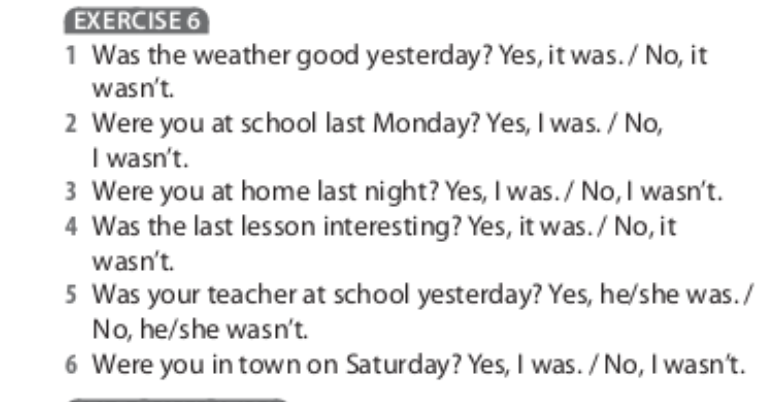 EXERCISE 6
1 Was the weather good yesterday? Yes, it was. / No, it
wasn't.
2 Were you at school last Monday? Yes, I was. / No,
I wasn't.
3 Were you at home last night? Yes, I was. / No, I wasn't.
4 Was the last lesson interesting? Yes, it was. / No, it
wasn't.
5 Was your teacher at school yesterday? Yes, he/she was. /
No, he/she wasn't.
6 Were you in town on Saturday? Yes, I was. / No, I wasn't.